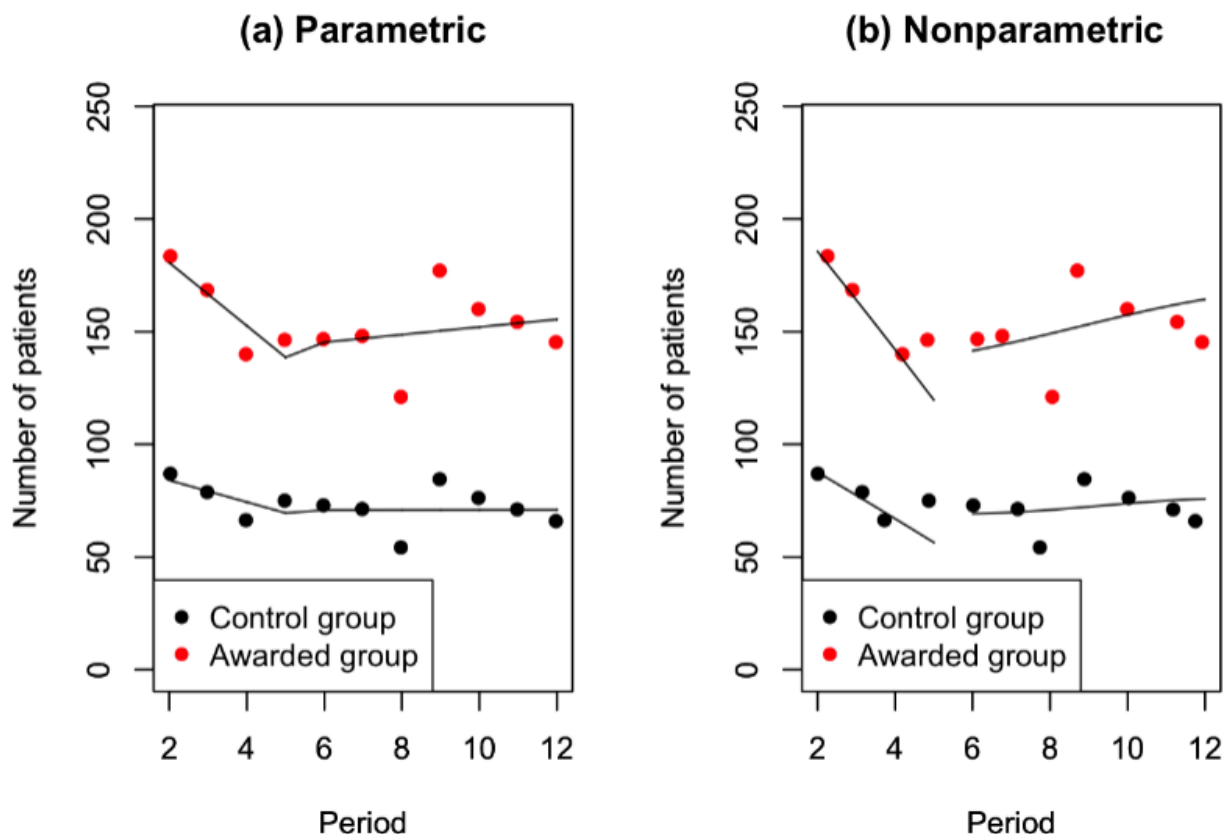 (a) Parametric
Number of patients
250
200
150
100
50
0
Control group
Awarded group
2 4 6 8 10 12
Period
(b) Nonparametric
Number of patients
250
200
150
100
50
0
Control group
Awarded group
2 4 6 8 10 12
Period